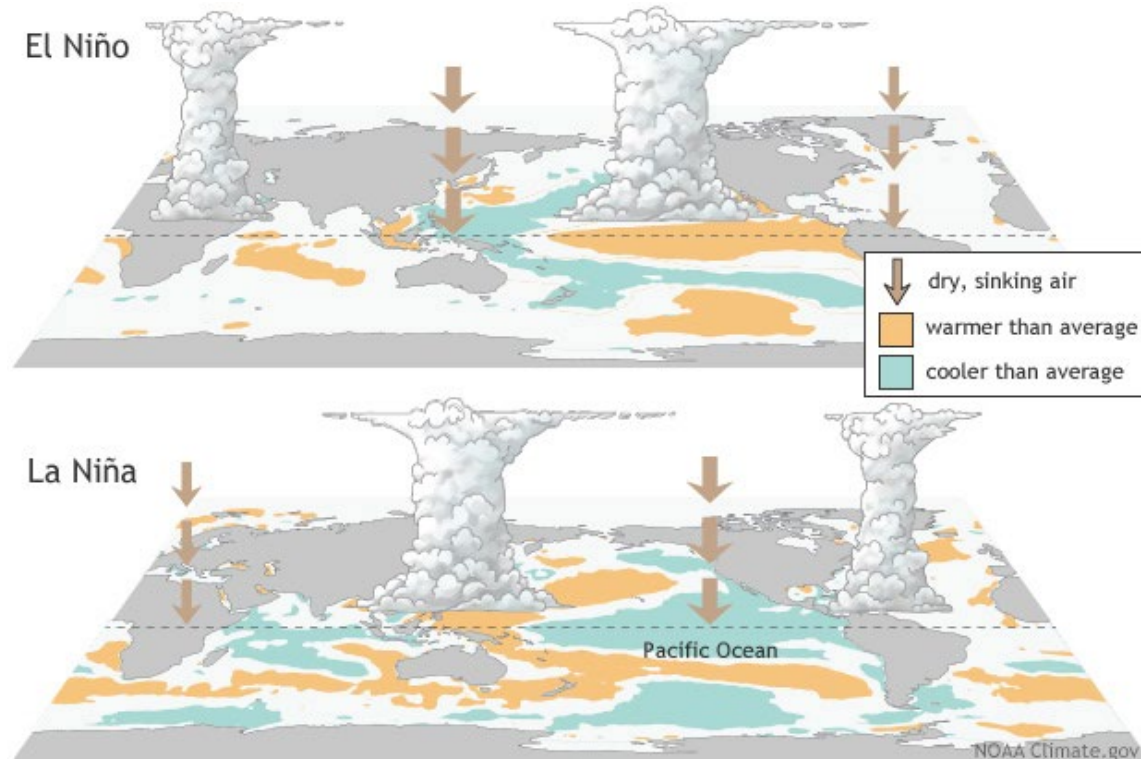 El Niño
dry, sinking air
warmer than average
cooler than average
La Niña
Pacific Ocean
NOAA Climate.gov